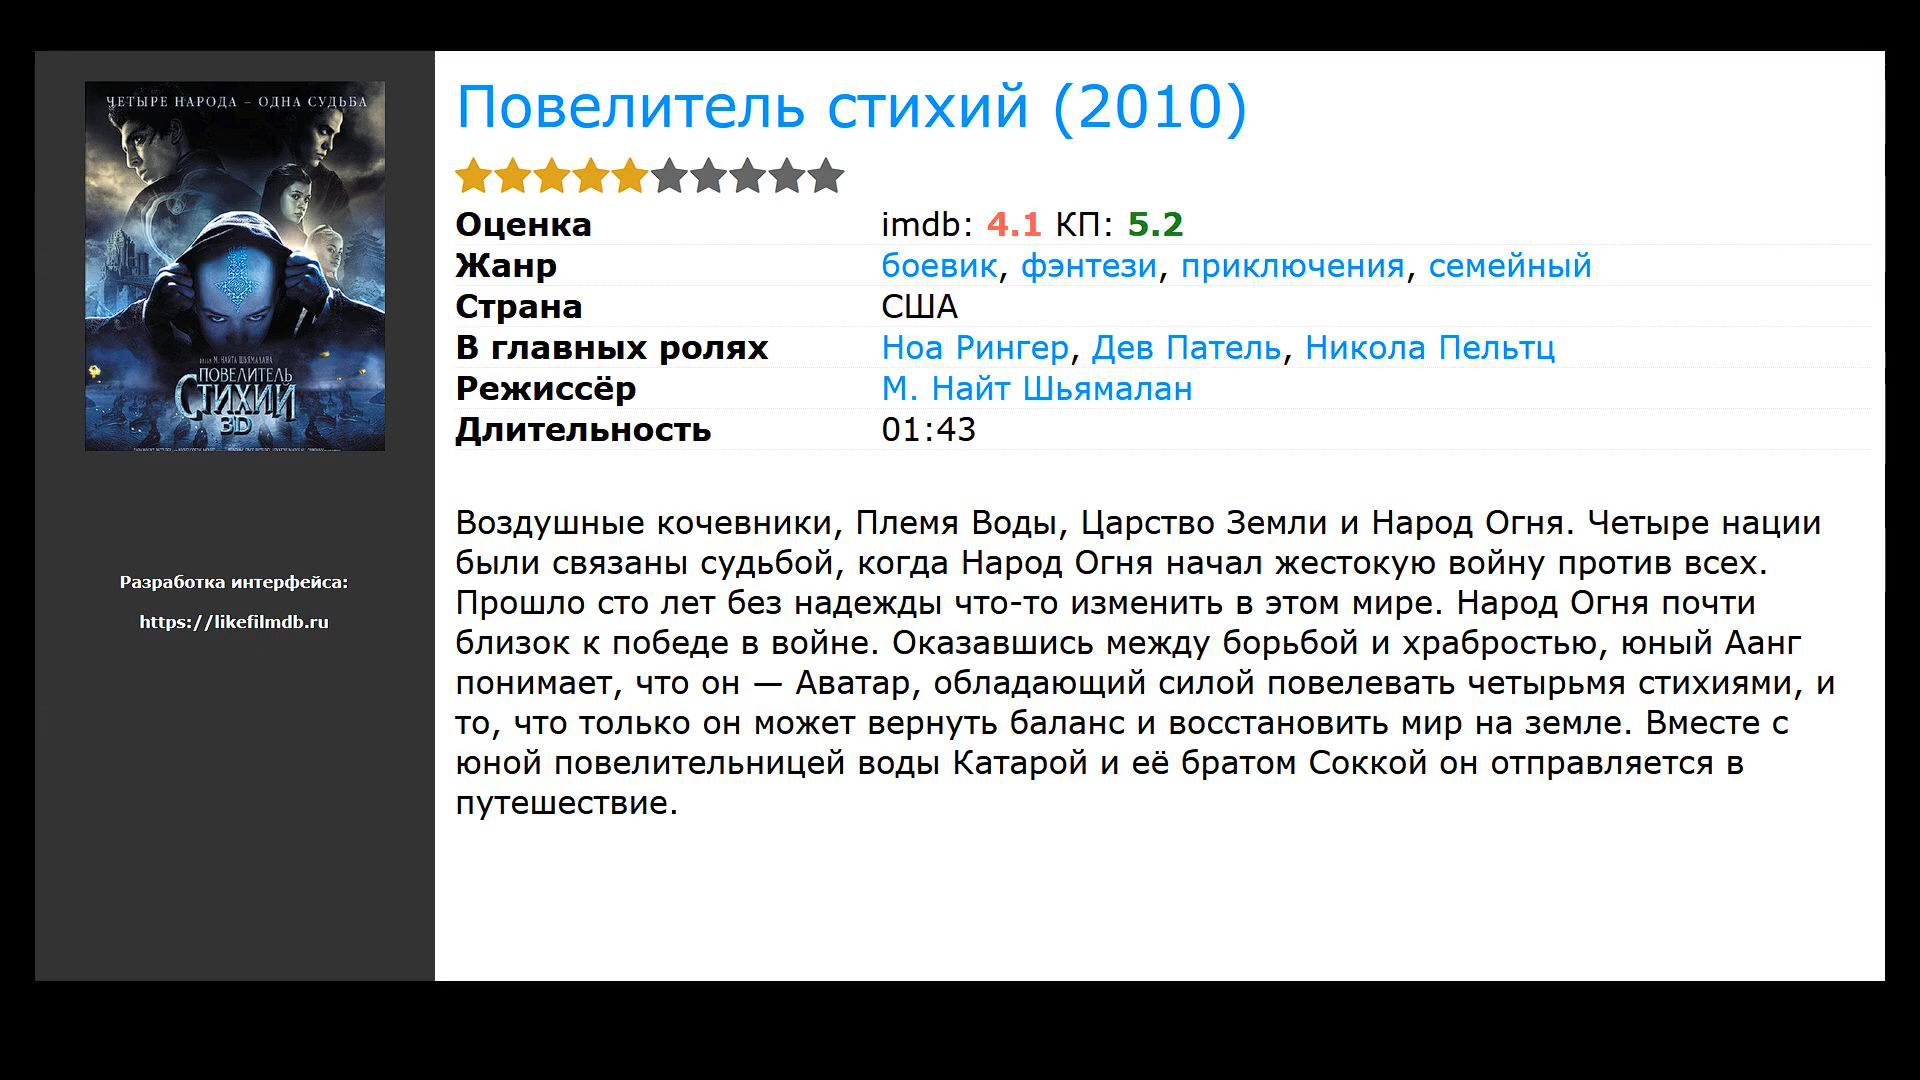 ЧЕТЫРЕ НАРОДА – ОДНА СУДЬБА
М. НАЙТА ШЬЯМАЛАНА
ПОВЕЛИТЕЛЬ
СТИХИЙ
3D
Разработка интерфейса:
https://likefilmdb.ru
Повелитель стихий (2010)
Оценка imdb: 4.1 КП: 5.2
Жанр боевик, фэнтези, приключения, семейный
Страна США
В главных ролях Ноа Рингер, Дев Патель, Никола Пельтц
Режиссёр М. Найт Шьямалан
Длительность 01:43
Воздушные кочевники, Племя Воды, Царство Земли и Народ Огня. Четыре нации
были связаны судьбой, когда Народ Огня начал жестокую войну против всех.
Прошло сто лет без надежды что-то изменить в этом мире. Народ Огня почти
близок к победе в войне. Оказавшись между борьбой и храбростью, юный Аанг
понимает, что он — Аватар, обладающий силой повелевать четырьмя стихиями, и
то, что только он может вернуть баланс и восстановить мир на земле. Вместе с
юной повелительницей воды Катарой и её братом Соккой он отправляется в
путешествие.